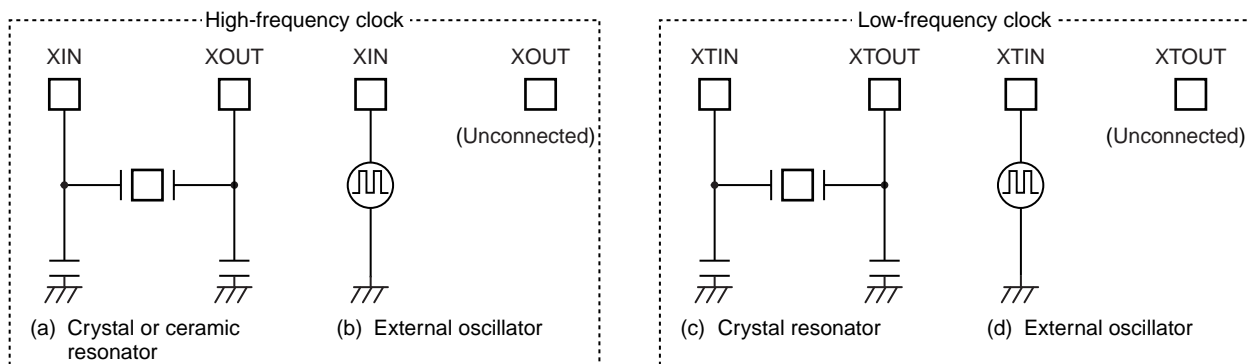 High-frequency clock
XIN XOUT XIN XOUT
(Unconnected)
(a) Crystal or ceramic resonator
(b) External oscillator
Low-frequency clock
XTIN XTOUT XTIN XTOUT
(Unconnected)
(c) Crystal resonator
(d) External oscillator